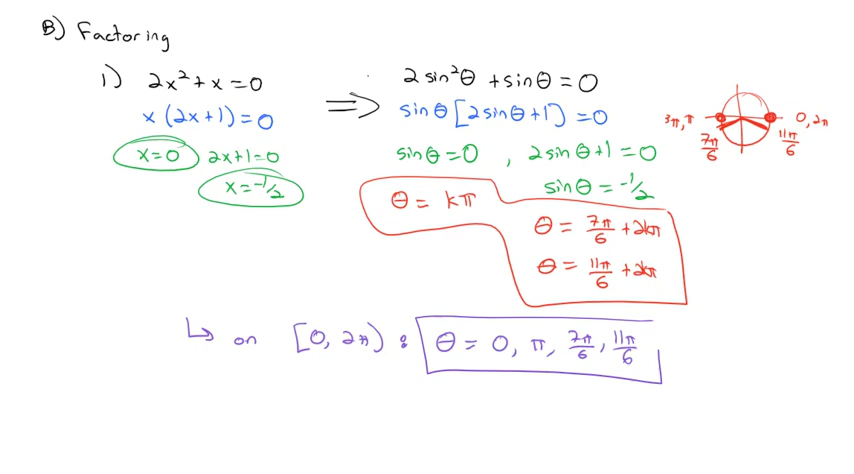 B) Factoring
1) 2x² + x = 0
x (2x+1) = 0
x = 0  2x+1 = 0
x = -1/2
⇒
2 sin²θ + sinθ = 0
sinθ [2 sinθ + 1] = 0
sinθ = 0 , 2 sinθ + 1 = 0
sinθ = -1/2
θ = kπ
θ = 7π/6 + 2kπ
θ = 11π/6 + 2kπ
3π, π  0, 2π
7π/6  11π/6
↳ on [0, 2π) : θ = 0, π, 7π/6, 11π/6